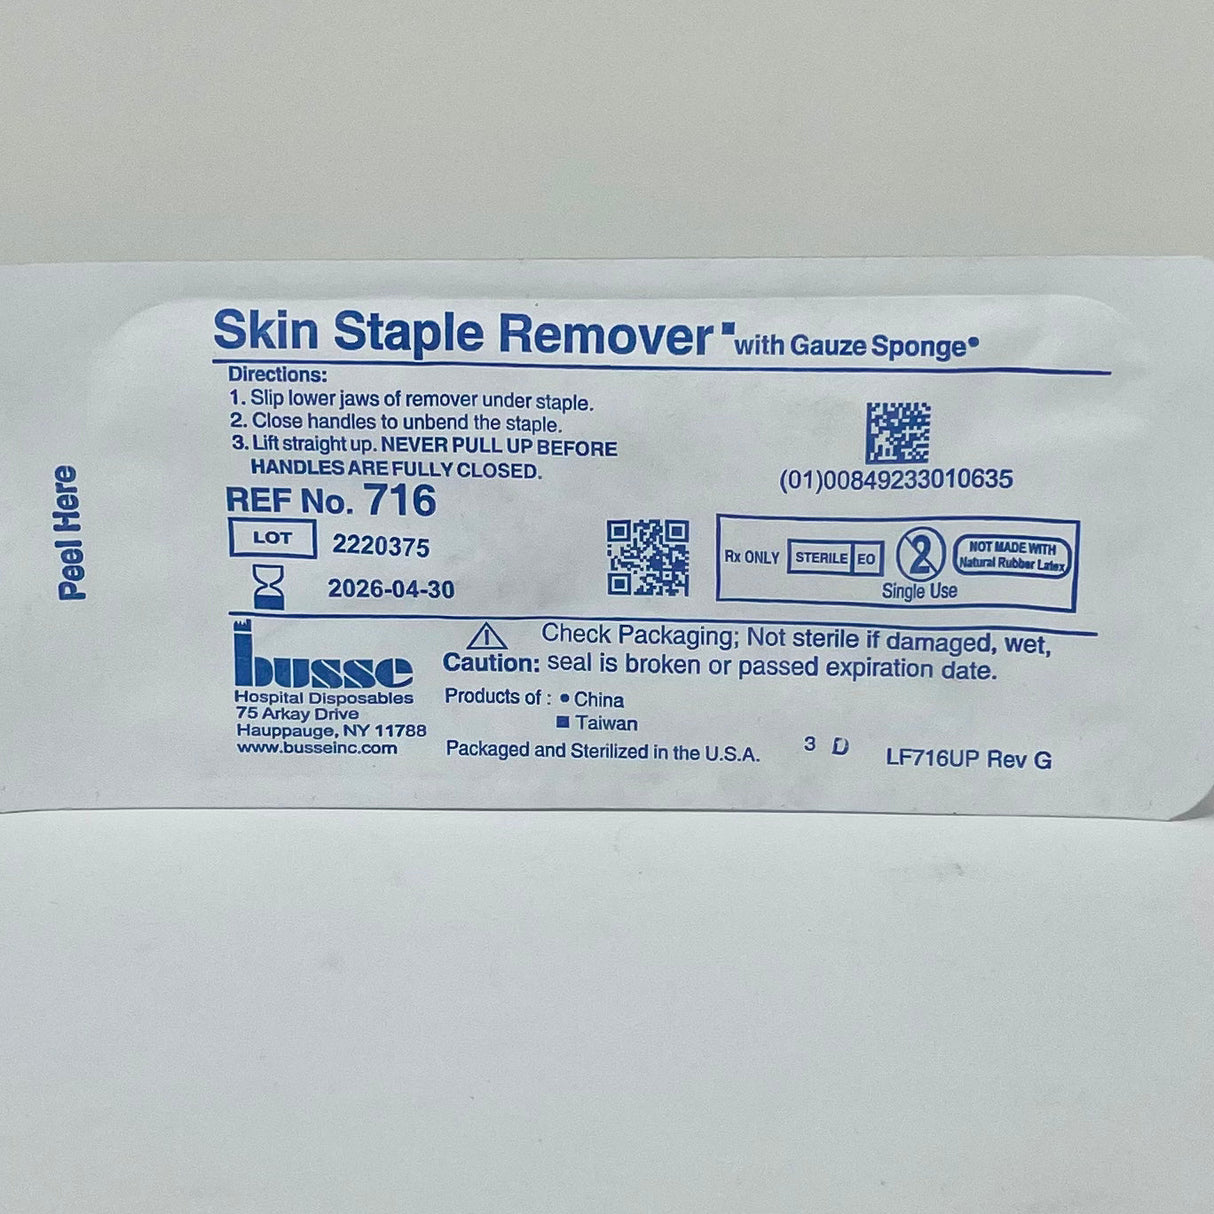 Skin Staple Remover ■ with Gauze Sponge •
Directions:
1. Slip lower jaws of remover under staple.
2. Close handles to unbend the staple.
3. Lift straight up. NEVER PULL UP BEFORE
HANDLES ARE FULLY CLOSED.
REF No. 716
LOT 2220375
2026-04-30
(01)00849233010635
Rx ONLY STERILE EO 2 NOT MADE WITH
Natural Rubber Latex
Single Use
Peel Here
busse
Hospital Disposables
75 Arkay Drive
Hauppauge, NY 11788
www.busseinc.com
Check Packaging; Not sterile if damaged, wet,
Caution: seal is broken or passed expiration date.
Products of : • China
■ Taiwan
Packaged and Sterilized in the U.S.A.
3 D
LF716UP Rev G